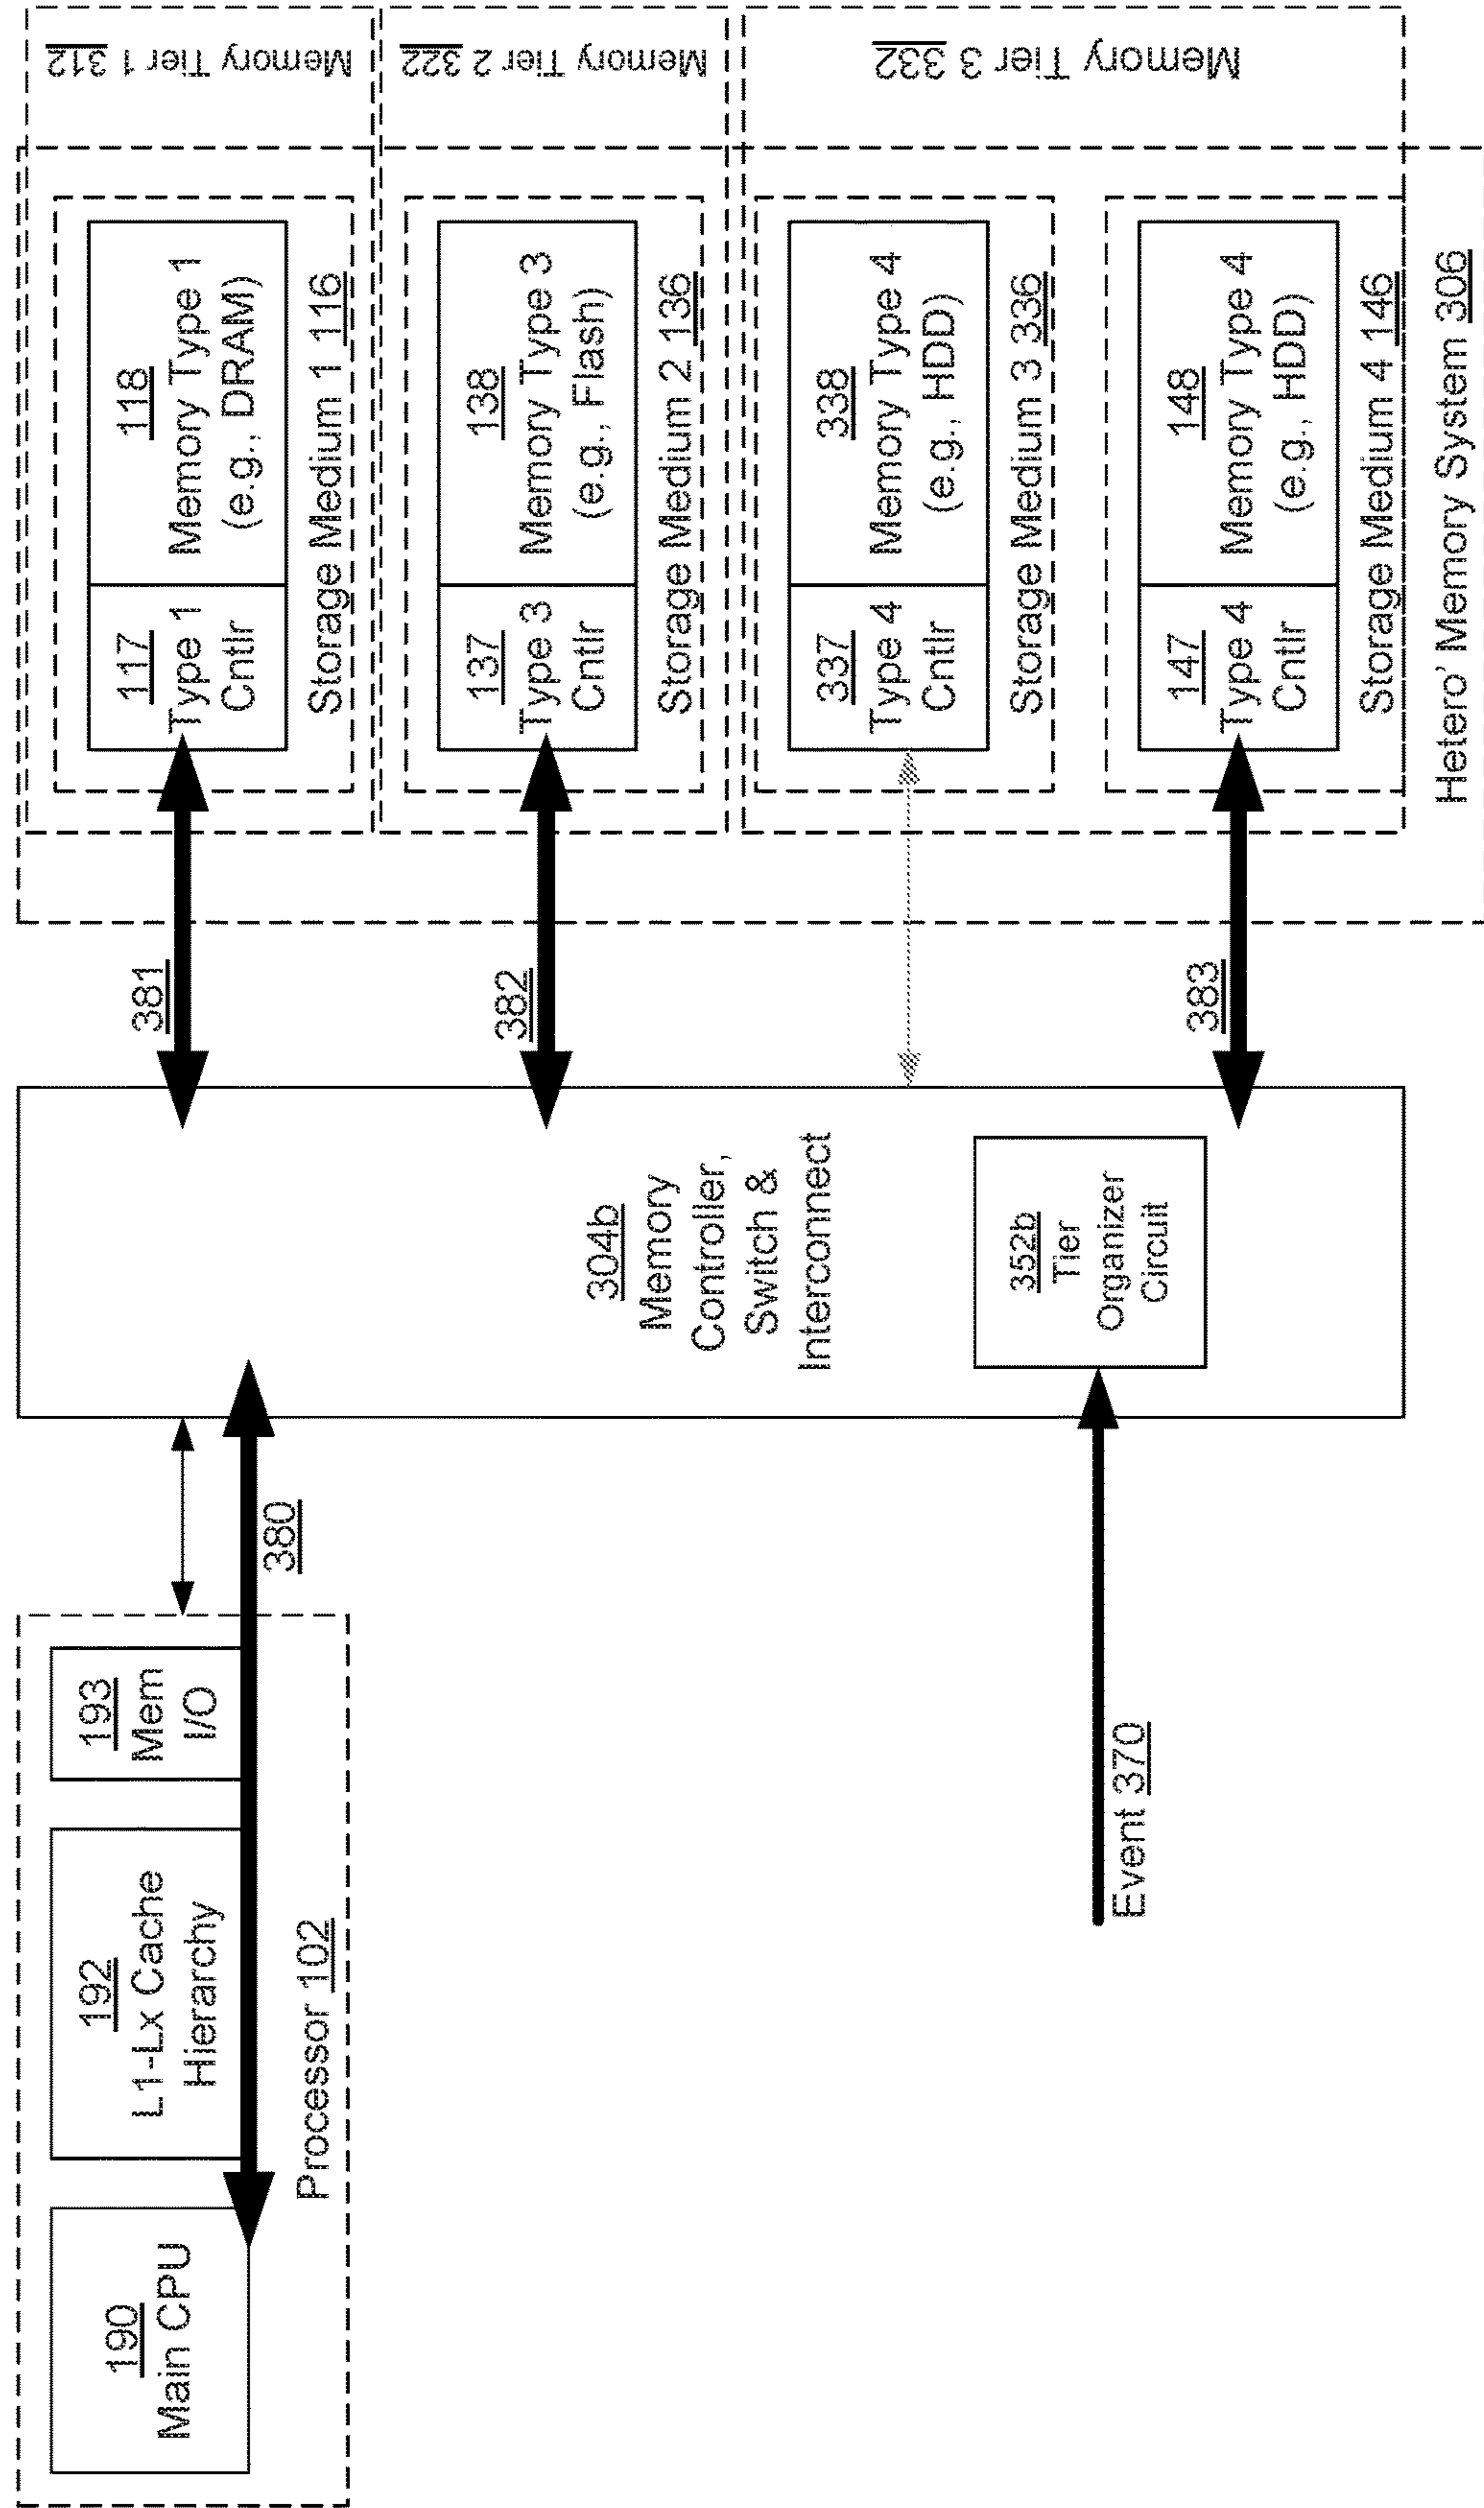 190
Main CPU
192
L1-Lx Cache
Hierarchy
193
Mem
I/O
Processor 102
380
304b
Memory
Controller,
Switch &
Interconnect
352b
Tier
Organizer
Circuit
Event 370
381
382
383
117
Type 1
Cntlr
118
Memory Type 1
(e.g., DRAM)
Storage Medium 1 116
Memory Tier 1 312
137
Type 3
Cntlr
138
Memory Type 3
(e.g., Flash)
Storage Medium 2 136
Memory Tier 2 322
337
Type 4
Cntlr
338
Memory Type 4
(e.g., HDD)
Storage Medium 3 336
147
Type 4
Cntlr
148
Memory Type 4
(e.g., HDD)
Storage Medium 4 146
Memory Tier 3 332
Hetero' Memory System 306